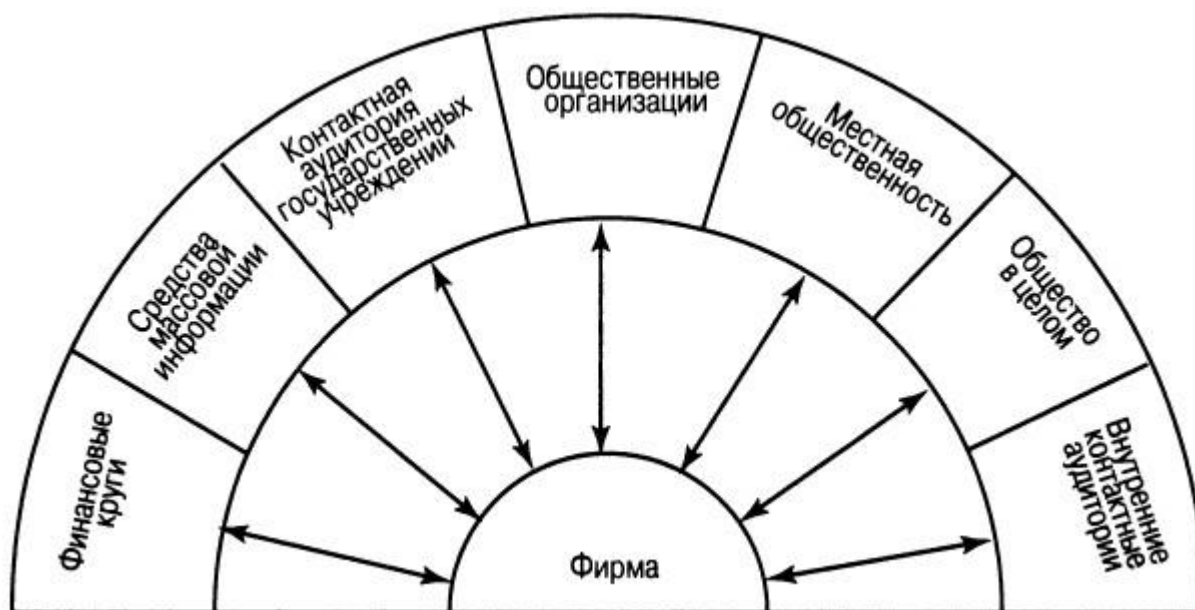 Финансовые
круги
Средства
массовой
информации
Контактная
аудитория
государственных
учреждений
Общественные
организации
Местная
общественность
Общество
в целом
Внутренние
контактные
аудитории
Фирма